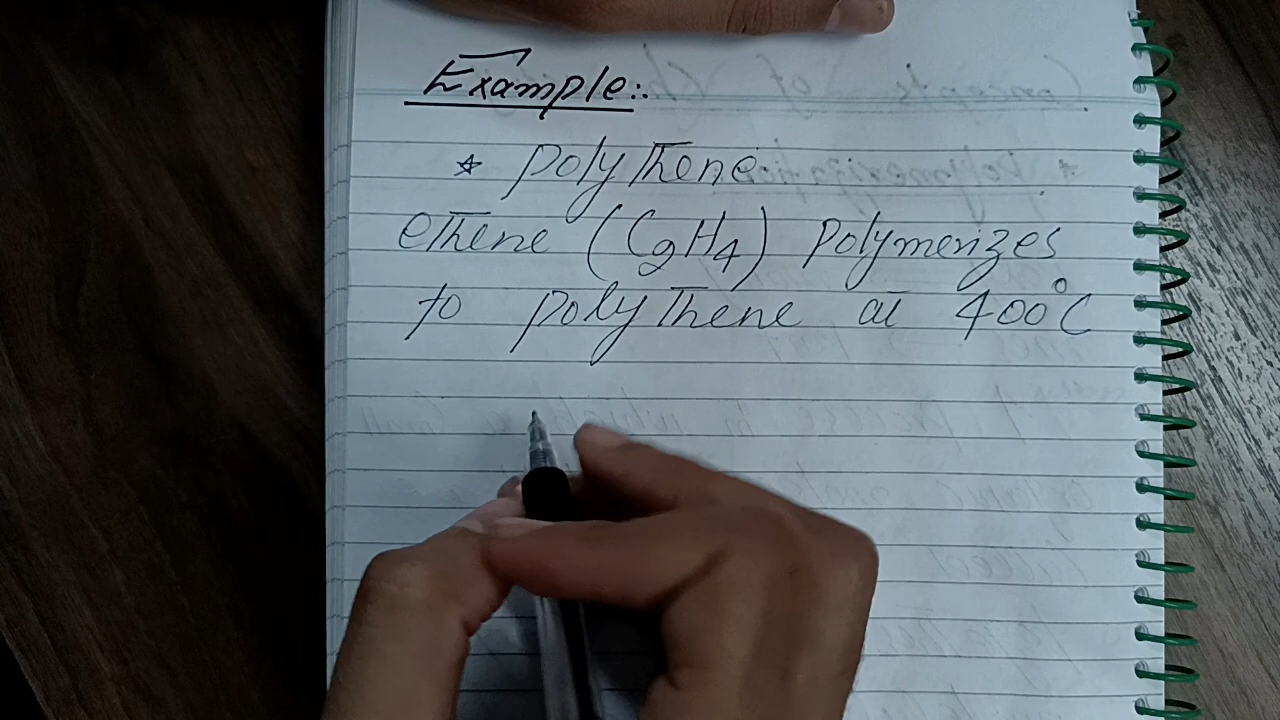 Example:.
* polythene
ethene (C2H4) polymerizes
to polythene at 400°C